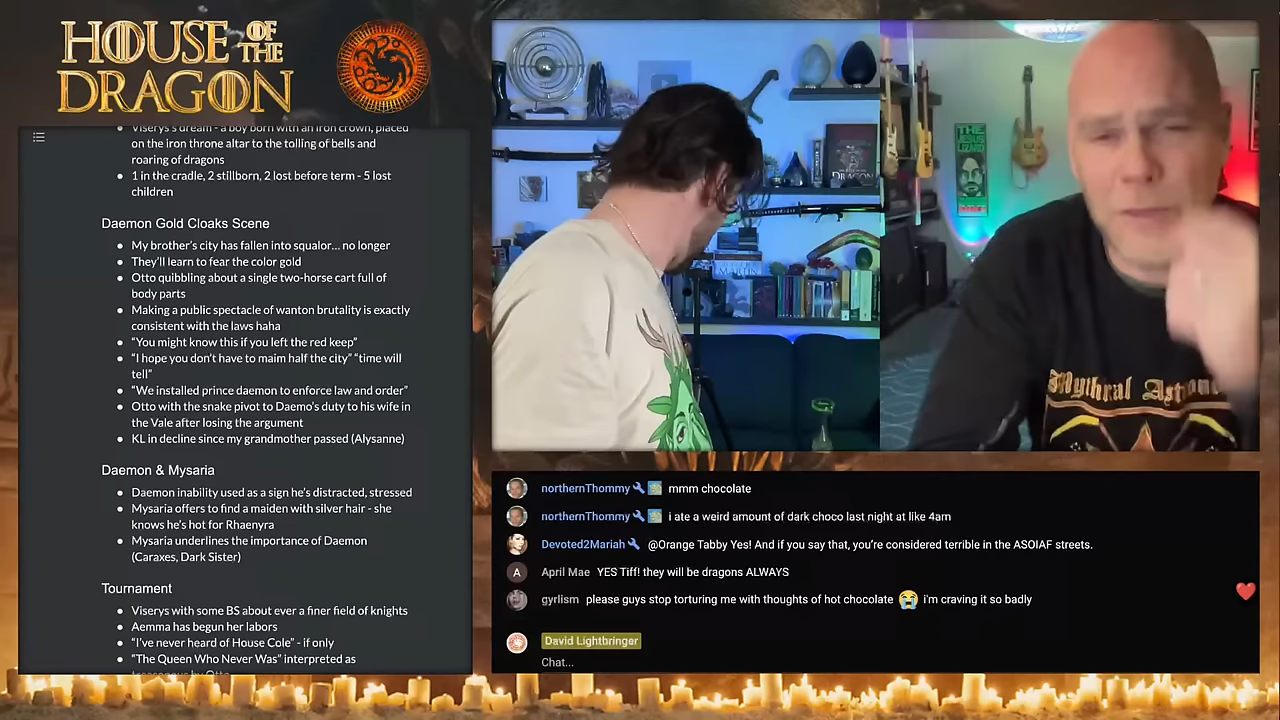 HOUSE OF THE
DRAGON
Viserys's dream - a boy born with an iron crown, placed
on the iron throne altar to the tolling of bells and
roaring of dragons
1 in the cradle, 2 stillborn, 2 lost before term - 5 lost
children
Daemon Gold Cloaks Scene
My brother's city has fallen into squalor... no longer
They'll learn to fear the color gold
Otto quibbling about a single two-horse cart full of
body parts
Making a public spectacle of wanton brutality is exactly
consistent with the laws haha
"You might know this if you left the red keep"
"I hope you don't have to maim half the city" "time will
tell"
"We installed prince daemon to enforce law and order"
Otto with the snake pivot to Daemo's duty to his wife in
the Vale after losing the argument
KL in decline since my grandmother passed (Alysanne)
Daemon & Mysaria
Daemon inability used as a sign he's distracted, stressed
Mysaria offers to find a maiden with silver hair - she
knows he's hot for Rhaenyra
Mysaria underlines the importance of Daemon
(Caraxes, Dark Sister)
Tournament
Viserys with some BS about ever a finer field of knights
Aemma has begun her labors
"I've never heard of House Cole" - if only
"The Queen Who Never Was" interpreted as
treasonous by Otto
DRAGON
MARTIN
THE
JESUS
LIZARD
Mythral
northernThommy mmm chocolate
northernThommy i ate a weird amount of dark choco last night at like 4am
Devoted2Mariah @Orange Tabby Yes! And if you say that, you're considered terrible in the ASOIAF streets.
A April Mae YES Tiff! they will be dragons ALWAYS
gyrlism please guys stop torturing me with thoughts of hot chocolate 😭 i'm craving it so badly
David Lightbringer
Chat...